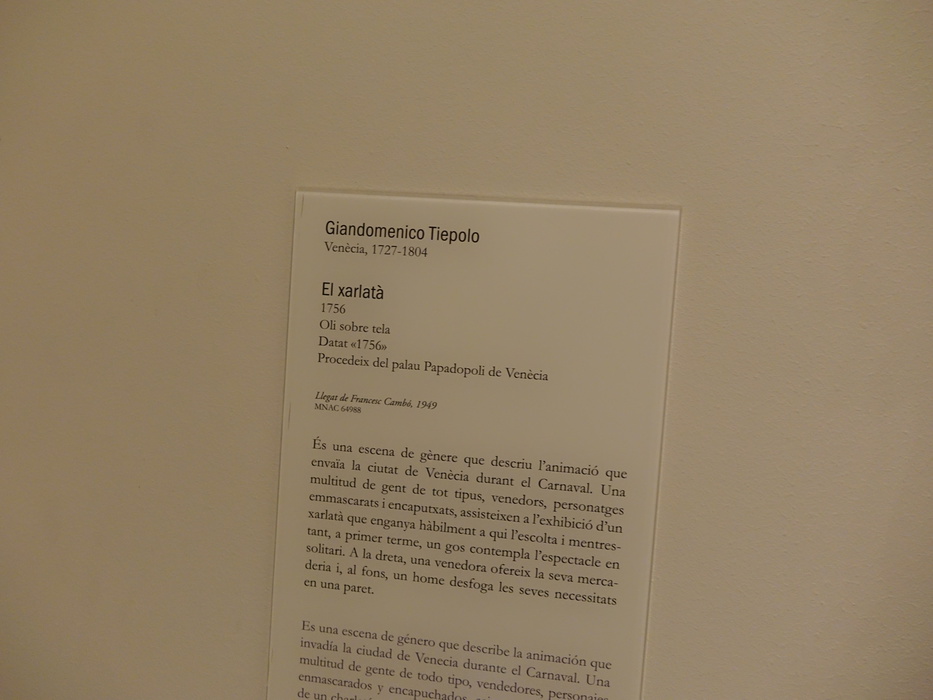 Giandomenico Tiepolo
Venècia, 1727-1804
El xarlatà
1756
Oli sobre tela
Datat «1756»
Procedeix del palau Papadopoli de Venècia
Llegat de Francesc Cambó, 1949
MNAC 64988
És una escena de gènere que descriu l'animació que
envaïa la ciutat de Venècia durant el Carnaval. Una
multitud de gent de tot tipus, venedors, personatges
emmascarats i encaputxats, assisteixen a l'exhibició d'un
xarlatà que enganya hàbilment a qui l'escolta i mentres-
tant, a primer terme, un gos contempla l'espectacle en
solitari. A la dreta, una venedora ofereix la seva merca-
deria i, al fons, un home desfoga les seves necessitats
en una paret.
Es una escena de género que describe la animación que
invadía la ciudad de Venecia durante el Carnaval. Una
multitud de gente de todo tipo, vendedores, personajes
enmascarados y encapuchados,
de un